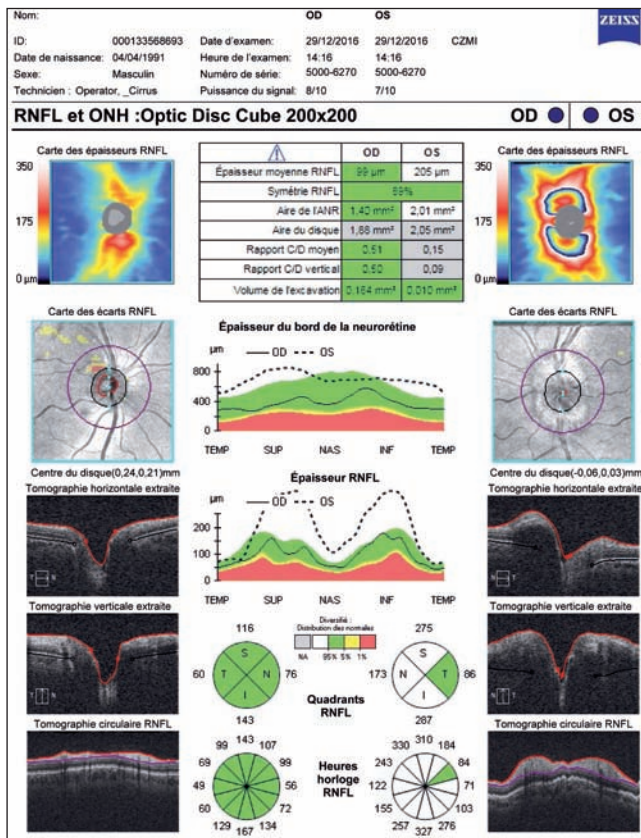 Nom: OD OS
ZEISS
ID: 000133568693 Date d'examen: 29/12/2016 29/12/2016 CZMI
Date de naissance: 04/04/1991 Heure de l'examen: 14:16 14:16
Sexe: Masculin Numéro de série: 5000-6270 5000-6270
Technicien : Operator, _Cirrus Puissance du signal: 8/10 7/10
RNFL et ONH :Optic Disc Cube 200x200 OD OS
Carte des épaisseurs RNFL
350
175
0 µm
OD OS
Épaisseur moyenne RNFL 99 µm 205 µm
Symétrie RNFL 89%
Aire de l'ANR 1,40 mm² 2,01 mm²
Aire du disque 1,88 mm² 2,05 mm²
Rapport C/D moyen 0,51 0,15
Rapport C/D vertical 0,50 0,09
Volume de l'excavation 0,164 mm³ 0,010 mm³
Carte des épaisseurs RNFL
350
175
0 µm
Carte des écarts RNFL
Centre du disque(0,24,0,21)mm
Épaisseur du bord de la neurorétine
µm OD OS
800
400
0
TEMP SUP NAS INF TEMP
Carte des écarts RNFL
Centre du disque(-0,06,0,03)mm
Tomographie horizontale extraite
T N
Épaisseur RNFL
µm OD OS
200
100
0
TEMP SUP NAS INF TEMP
Tomographie horizontale extraite
Tomographie verticale extraite
Diversifié :
Distribution des normales
NA 95% 5% 1%
116
S
60 T N 76
I
143
Quadrants
RNFL
275
S
173 N T 86
I
287
Tomographie verticale extraite
Tomographie circulaire RNFL
143
99 107
69 99
49 56
60 72
129 134
167
Heures
horloge
RNFL
310
330 184
243 84
122 71
155 103
257 276
327
Tomographie circulaire RNFL